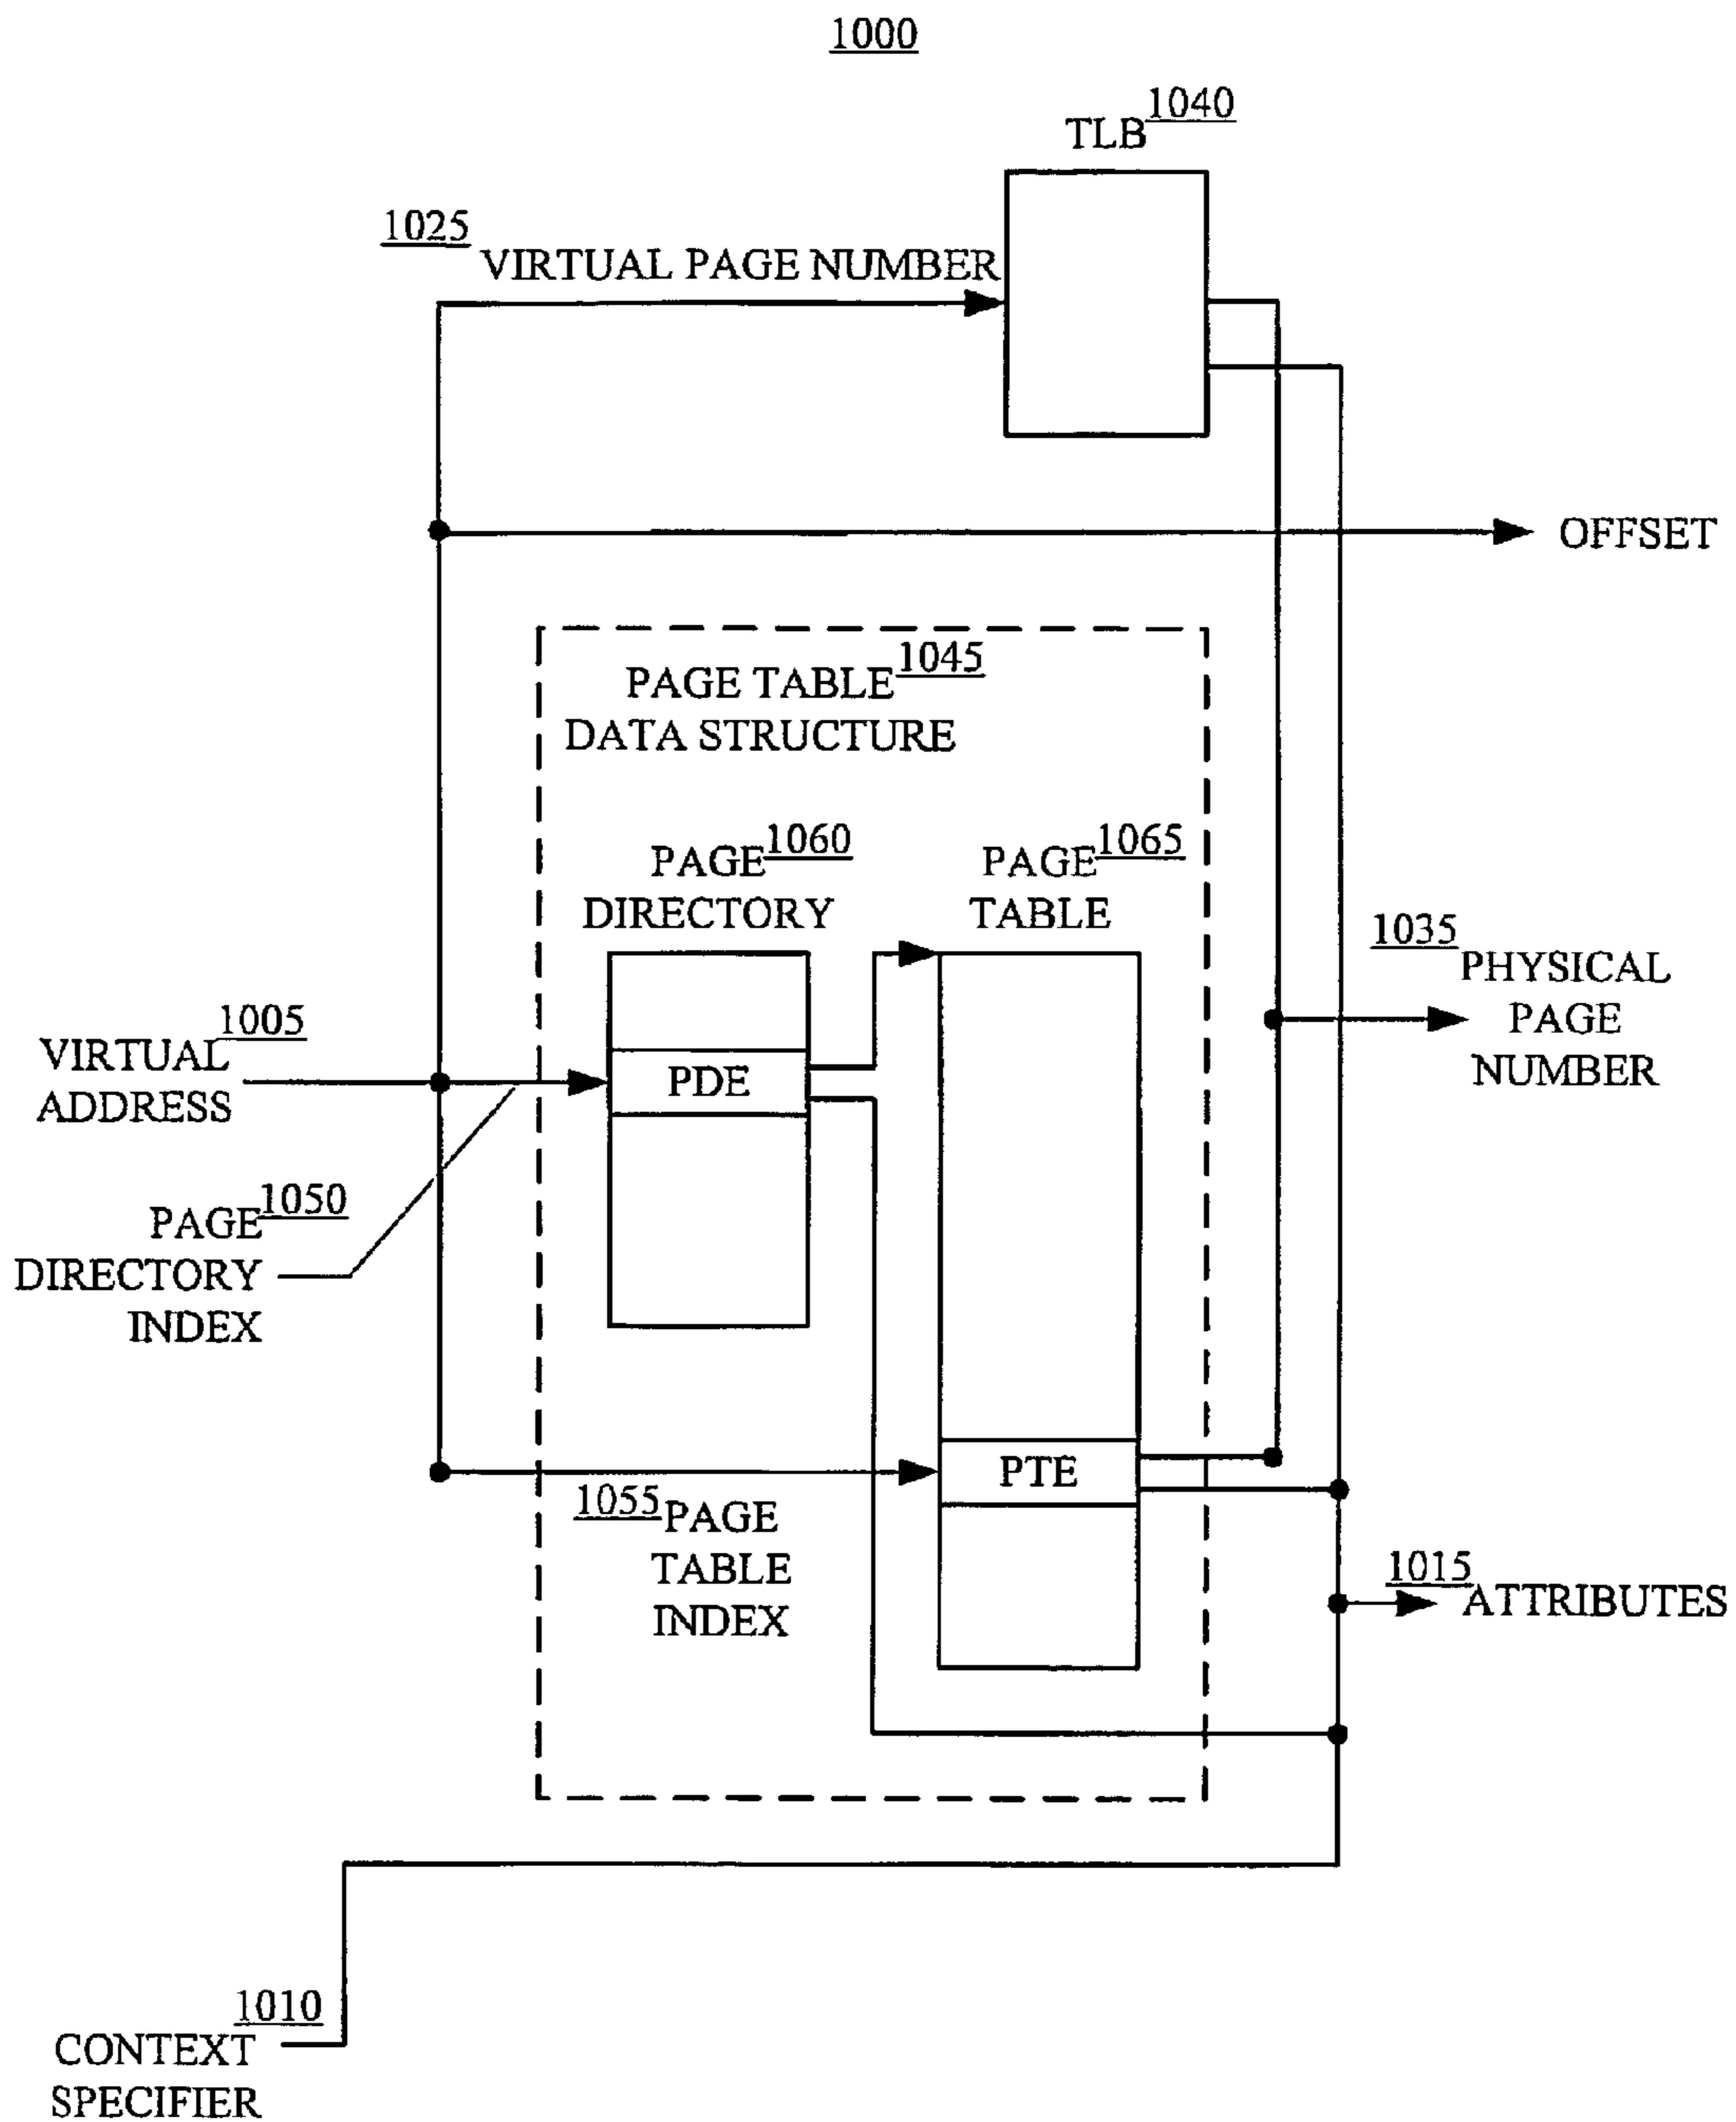 1000
TLB 1040
1025 VIRTUAL PAGE NUMBER
OFFSET
PAGE TABLE 1045
DATA STRUCTURE
PAGE 1060
DIRECTORY
PAGE 1065
TABLE
1035 PHYSICAL
PAGE
NUMBER
VIRTUAL 1005
ADDRESS
PDE
PAGE 1050
DIRECTORY
INDEX
PTE
1055 PAGE
TABLE
INDEX
1015 ATTRIBUTES
CONTEXT 1010
SPECIFIER